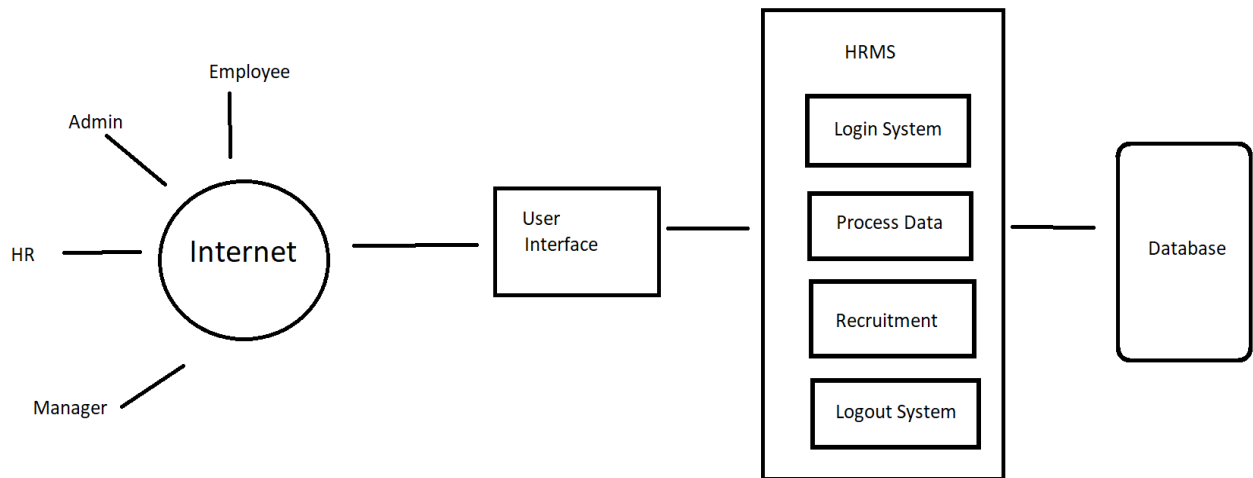 Employee
Admin
HR
Manager
Internet
User
Interface
HRMS
Login System
Process Data
Recruitment
Logout System
Database